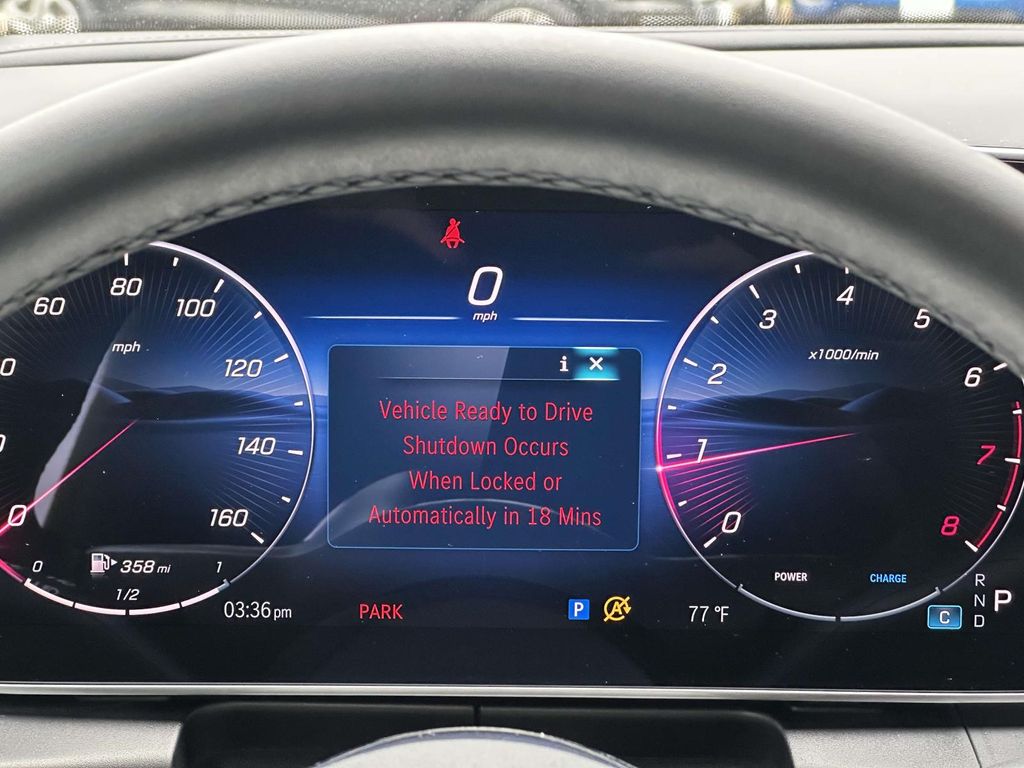 0
mph
60
80
100
120
140
160
0
mph
i ×
Vehicle Ready to Drive
Shutdown Occurs
When Locked or
Automatically in 18 Mins
0
1
2
3
4
5
6
7
8
x1000/min
POWER
CHARGE
0
358 mi
1
1/2
03:36 pm
PARK
P
A
77 °F
C
R
N
D
P